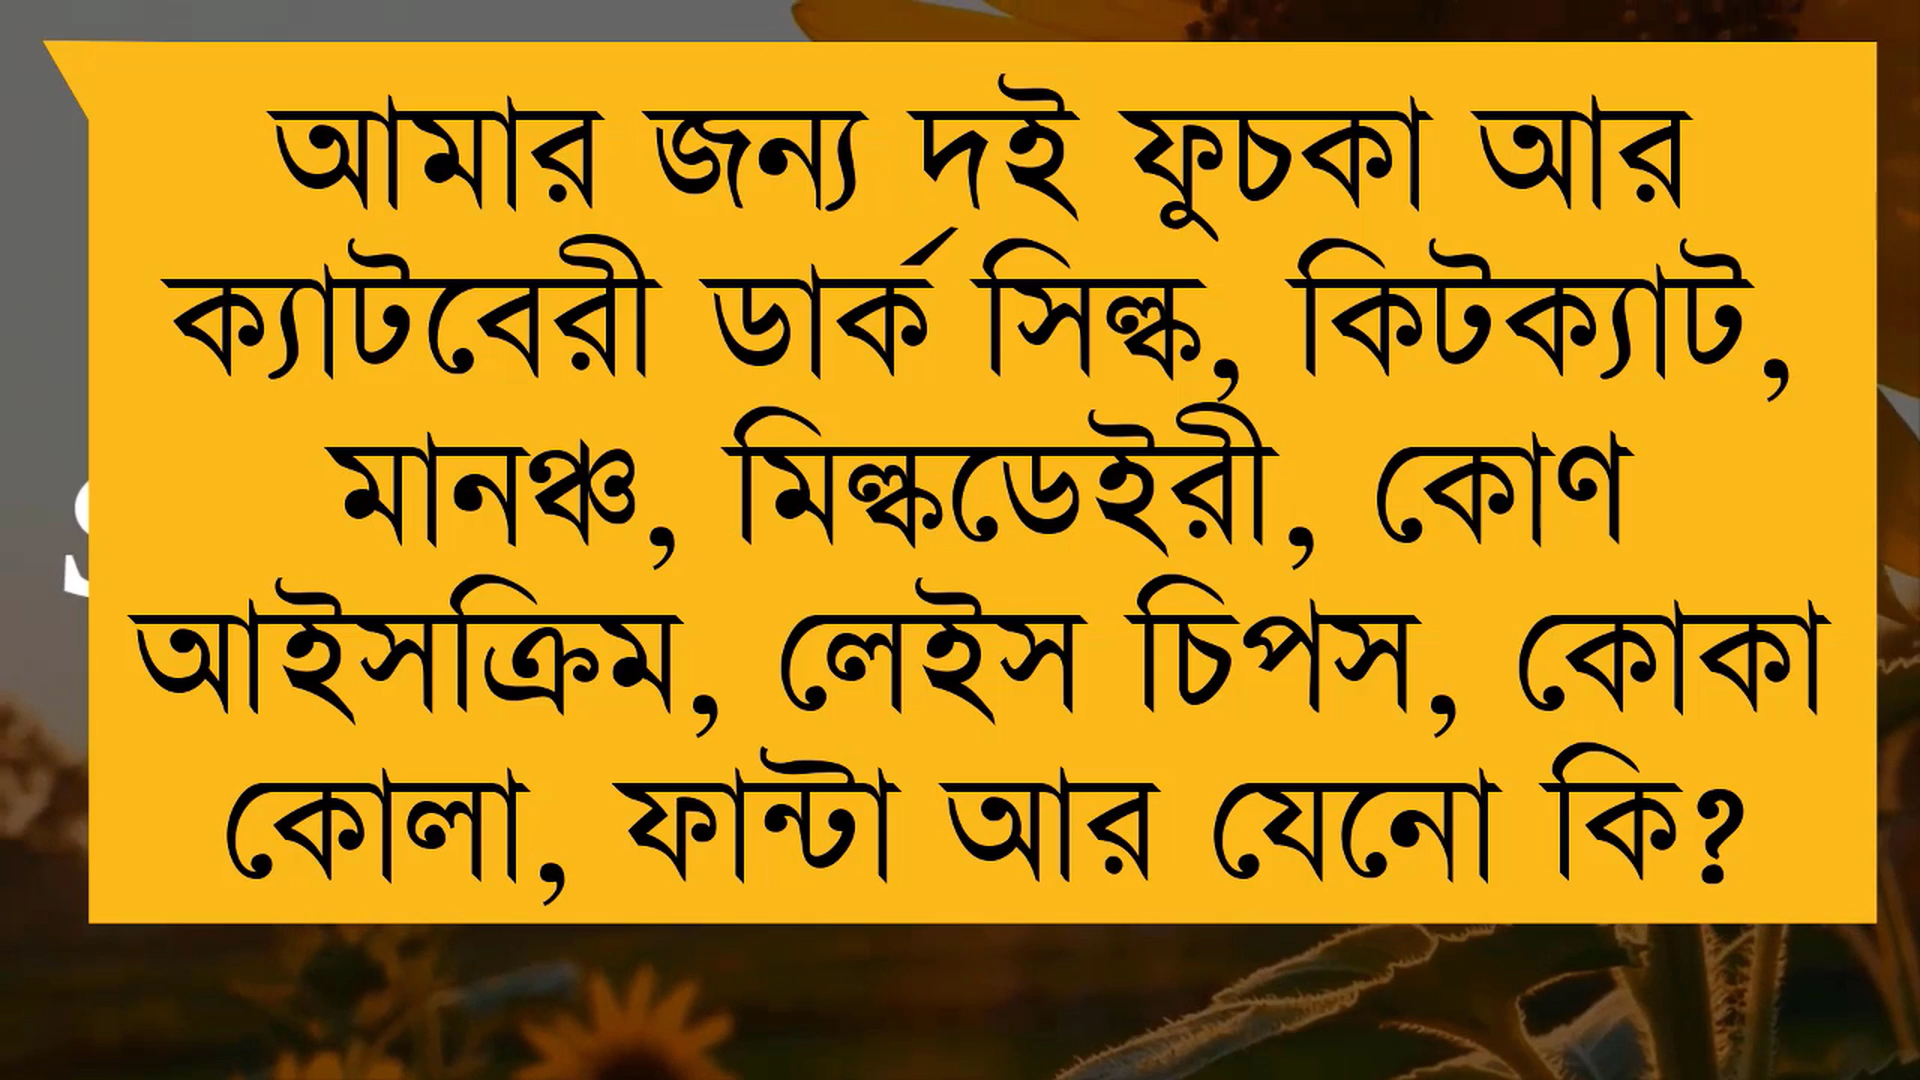 আমার জন্য দই ফুচকা আর
ক্যাটবেরী ডার্ক সিল্ক, কিটক্যাট,
মানঞ্চ, মিল্কডেইরী, কোণ
আইসক্রিম, লেইস চিপস, কোকা
কোলা, ফান্টা আর যেনো কি?